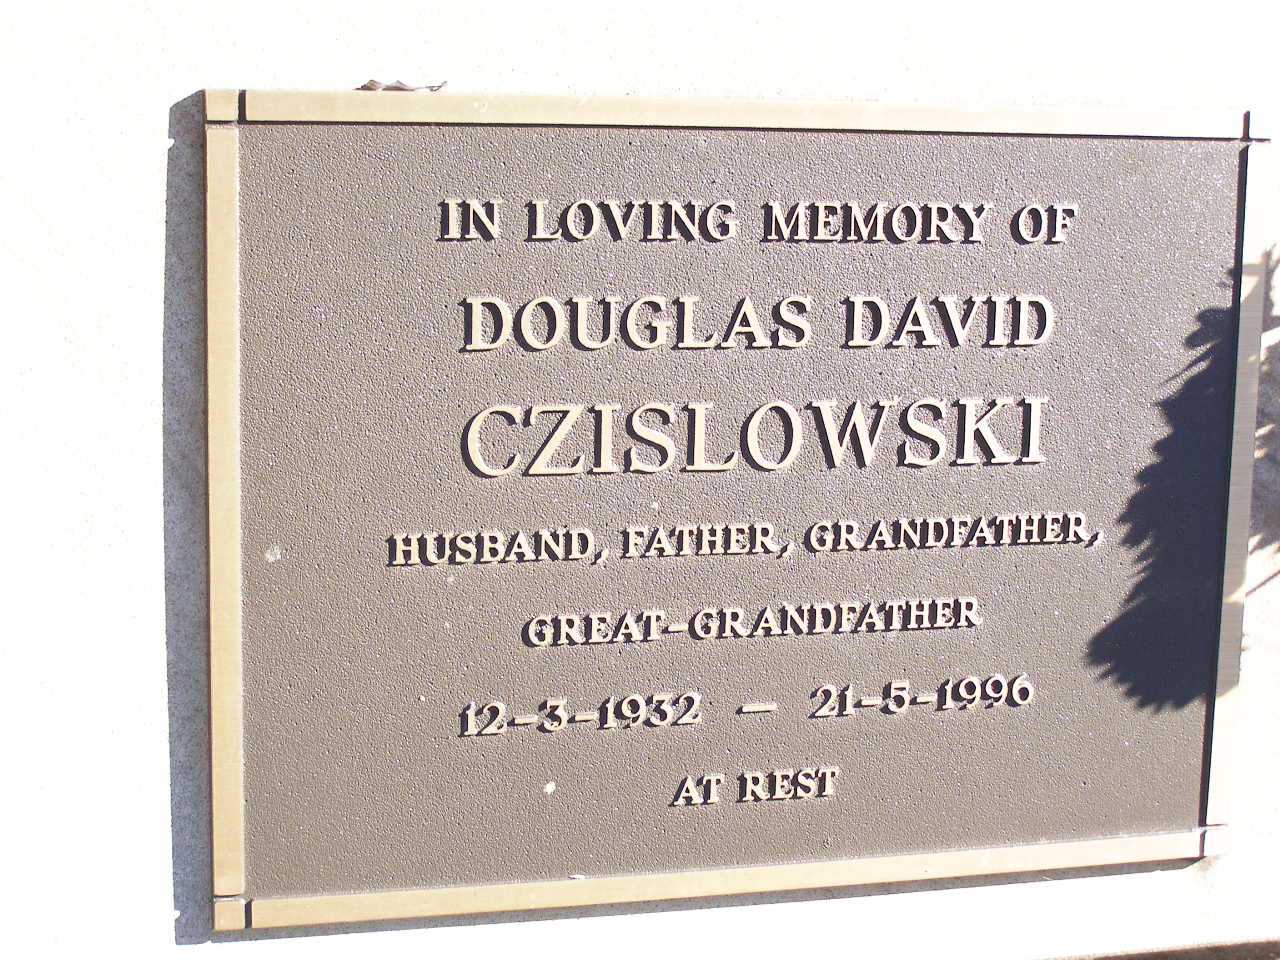 IN LOVING MEMORY OF
DOUGLAS DAVID
CZISLOWSKI
HUSBAND, FATHER, GRANDFATHER,
GREAT-GRANDFATHER
12-3-1932 — 21-5-1996
AT REST